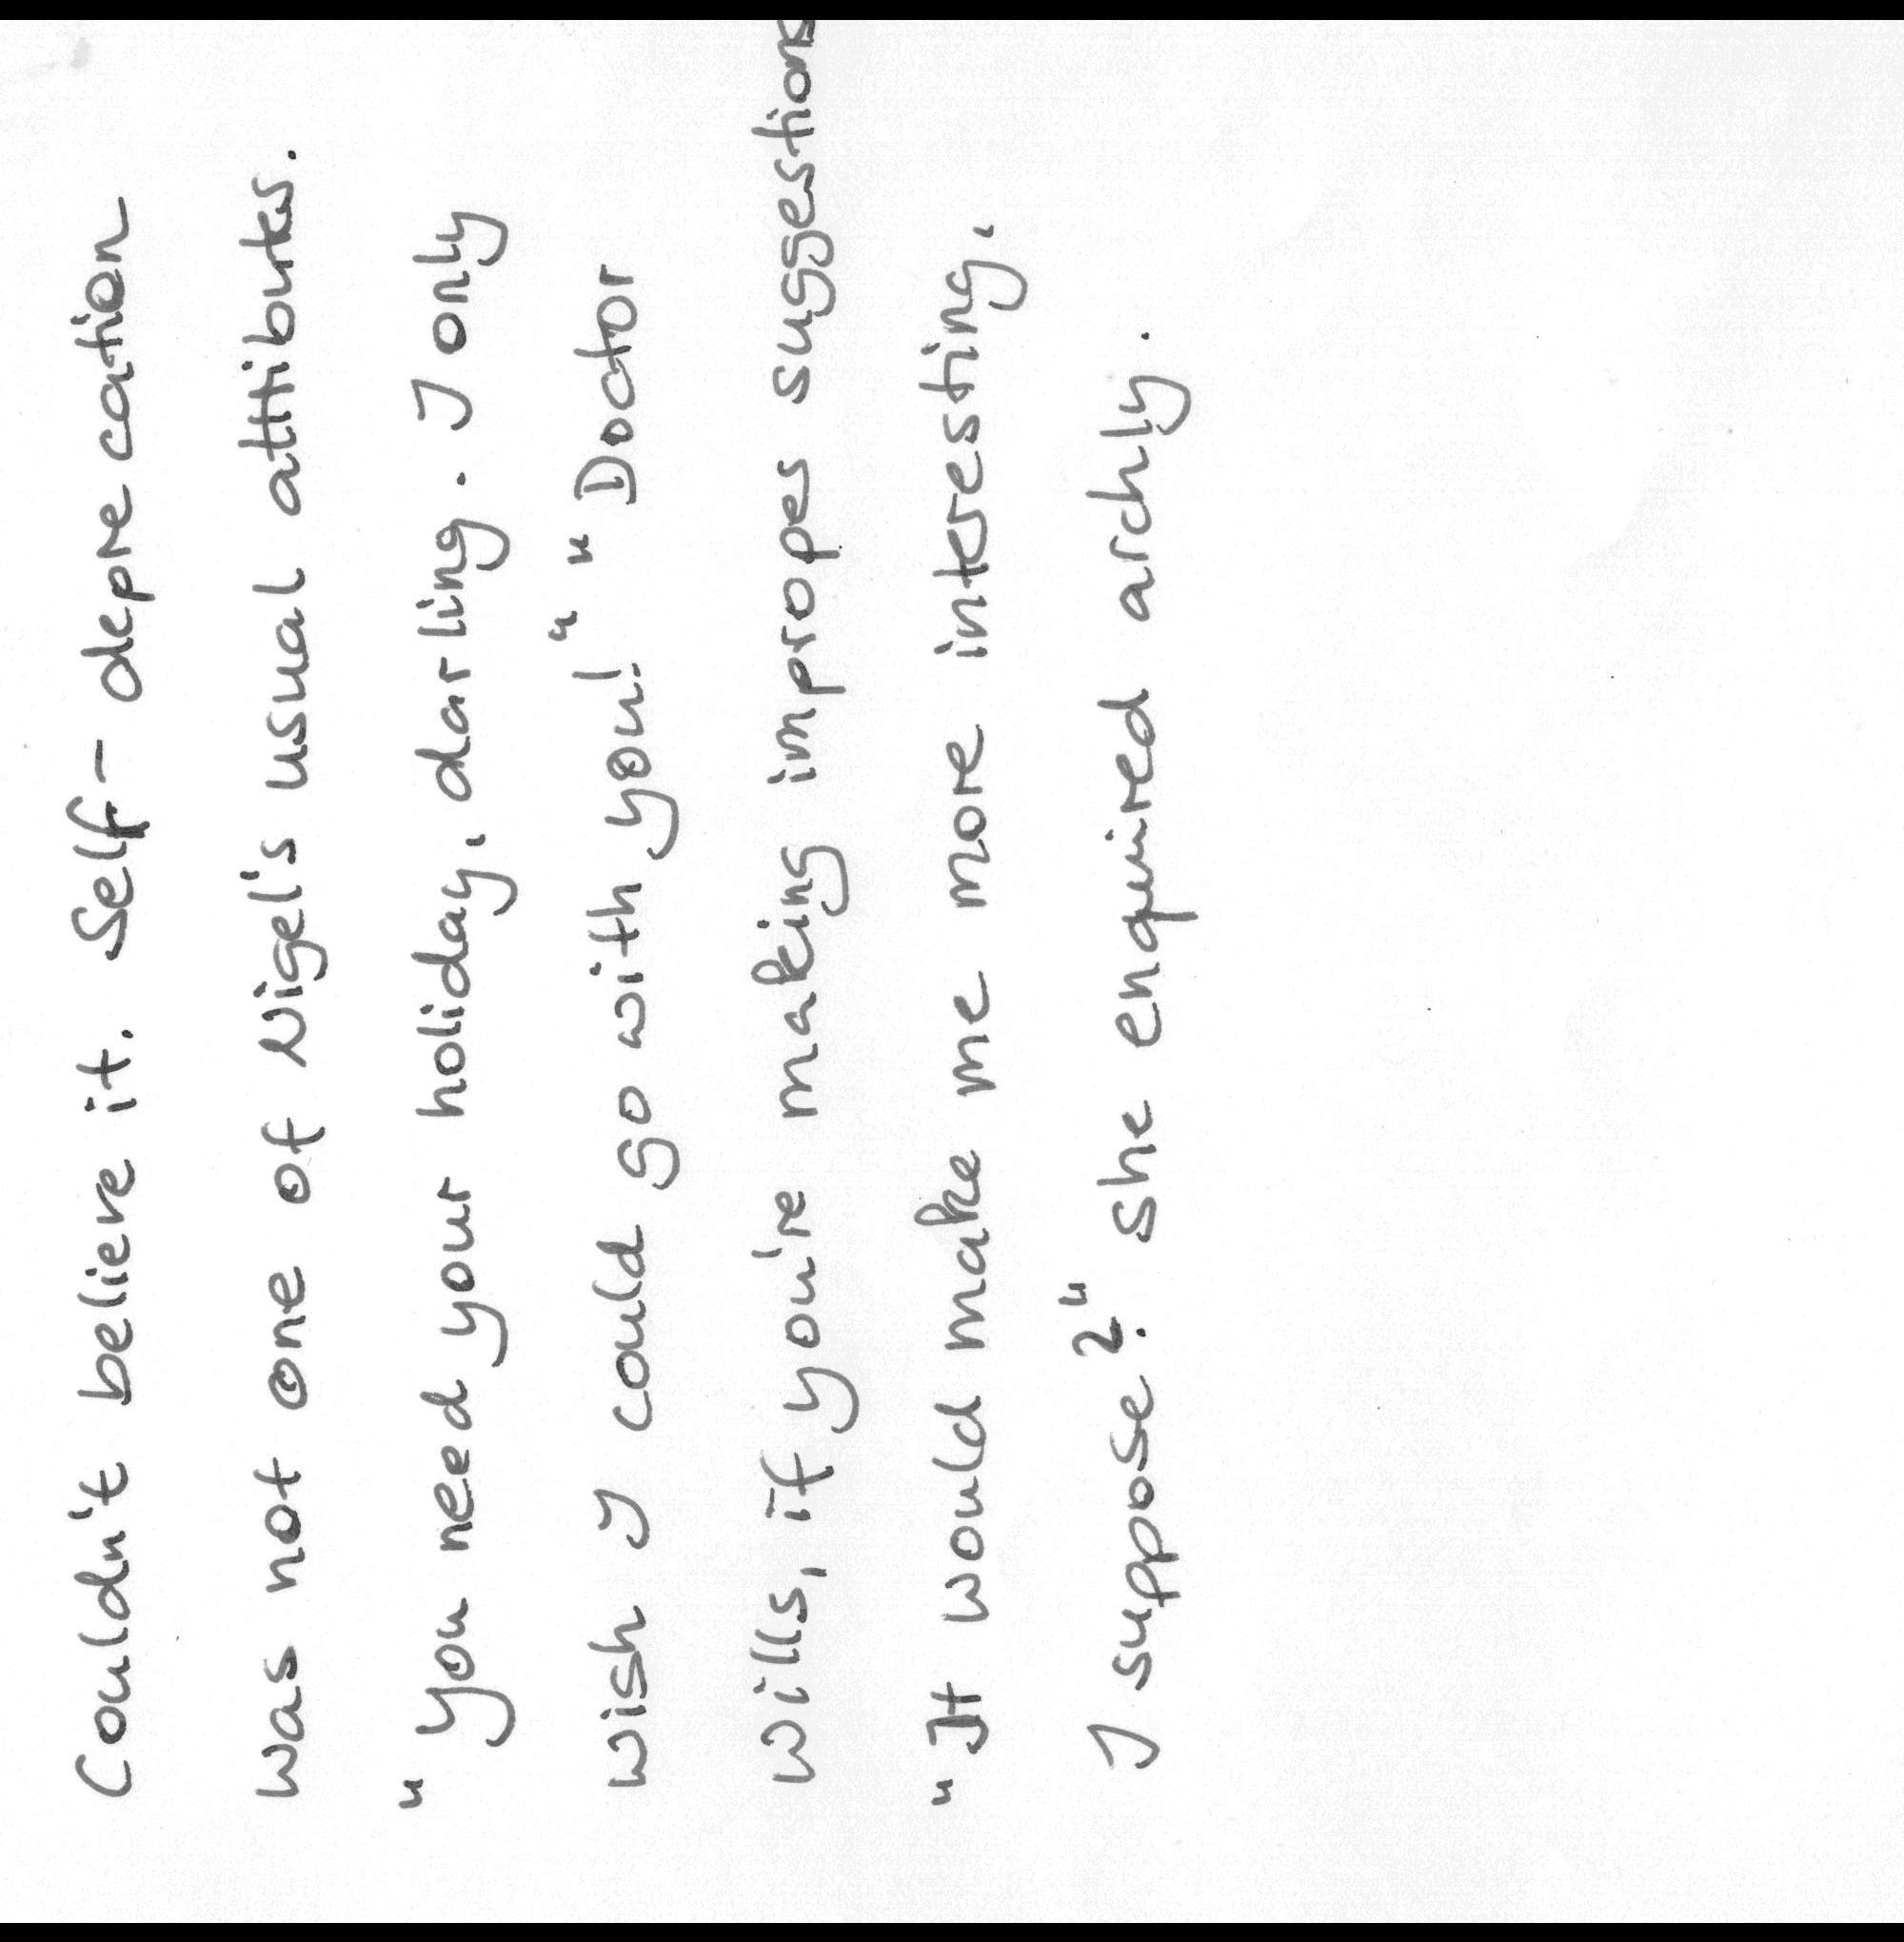 Couldn't believe it. Self- deprecation
was not one of Nigel's usual attibutes.
"You need your holiday, darling. I only
wish I could go with you!" "Doctor
Wills, if you're making impropes suggestions
"It would make me more interesting,
I suppose?" she enquired archly.